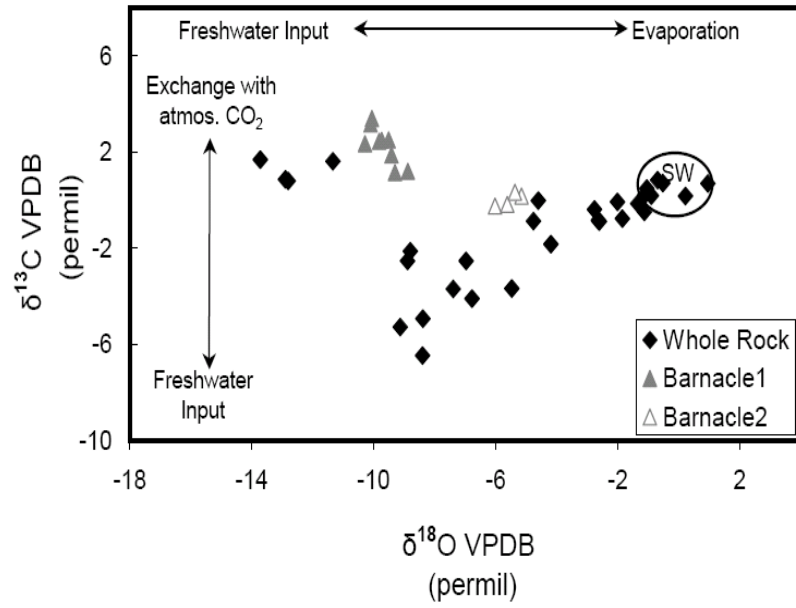 Freshwater Input
Evaporation
6
Exchange with
atmos. CO₂
2
SW
-2
-6
-10
δ¹³C VPDB
(permil)
Freshwater
Input
Whole Rock
Barnacle1
Barnacle2
-18
-14
-10
-6
-2
2
δ¹⁸O VPDB
(permil)